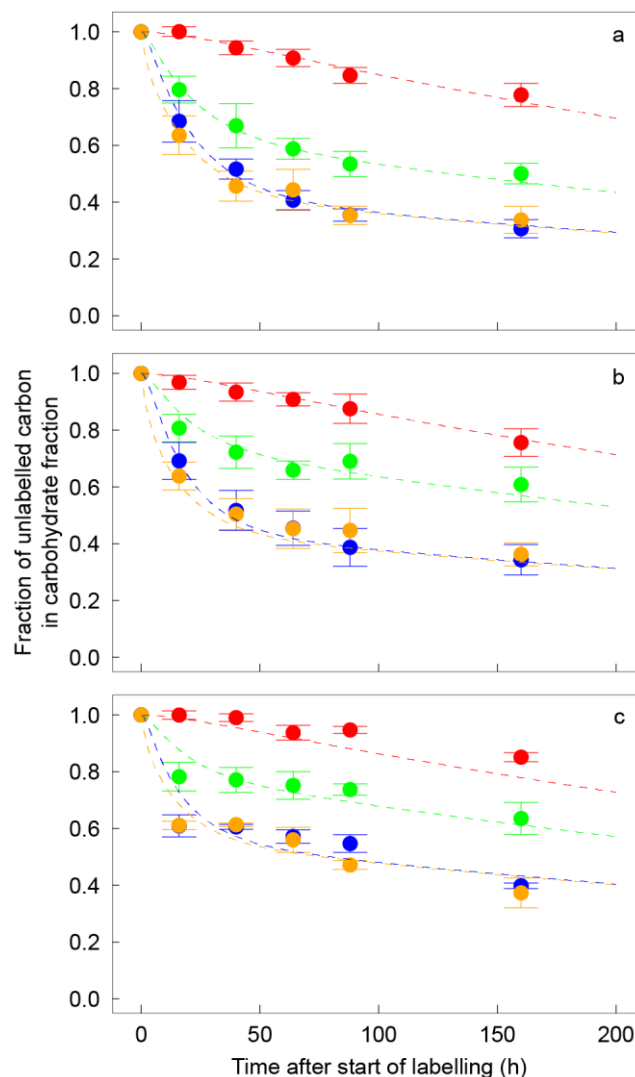 1.0
0.8
0.6
0.4
0.2
0.0
a
1.0
0.8
0.6
0.4
0.2
0.0
b
1.0
0.8
0.6
0.4
0.2
0.0
c
Fraction of unlabelled carbon
in carbohydrate fraction
0 50 100 150 200
Time after start of labelling (h)